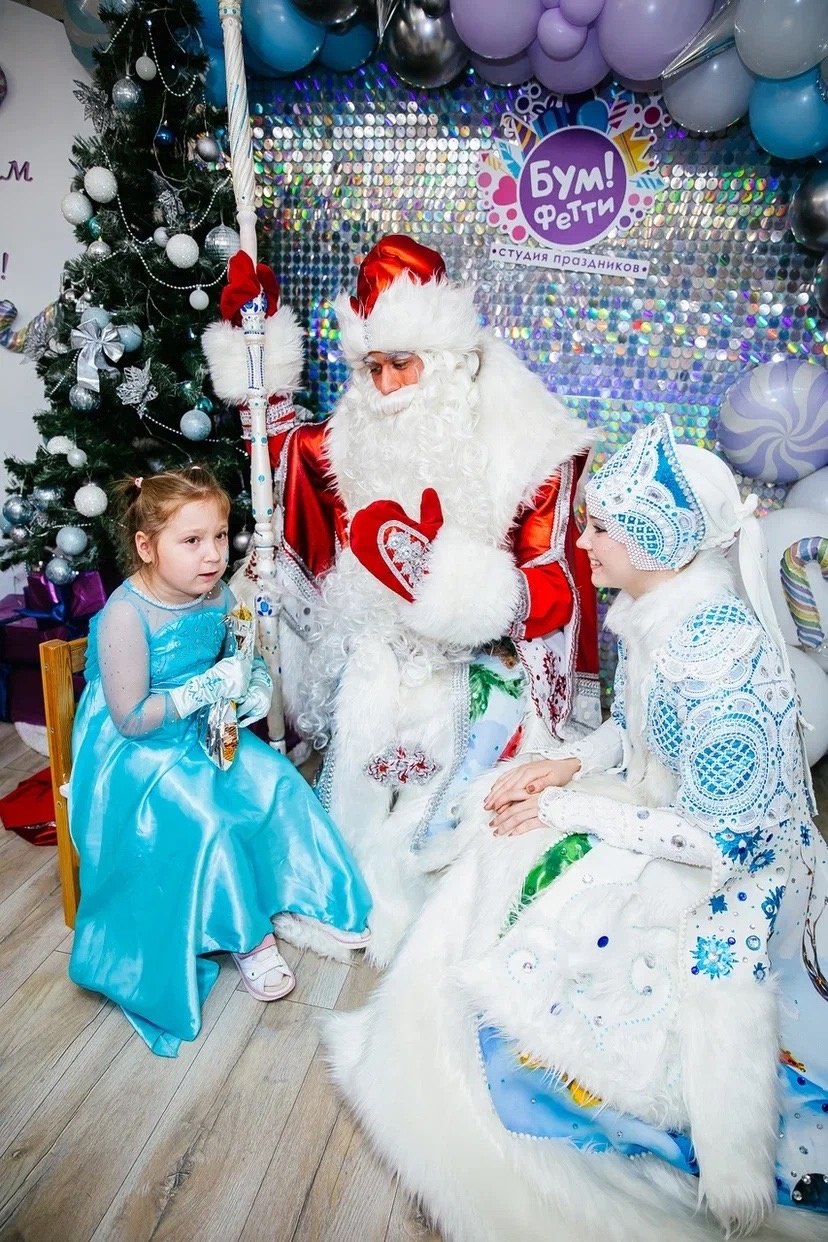 БУМ!
ФЕТТИ
•студия праздников•